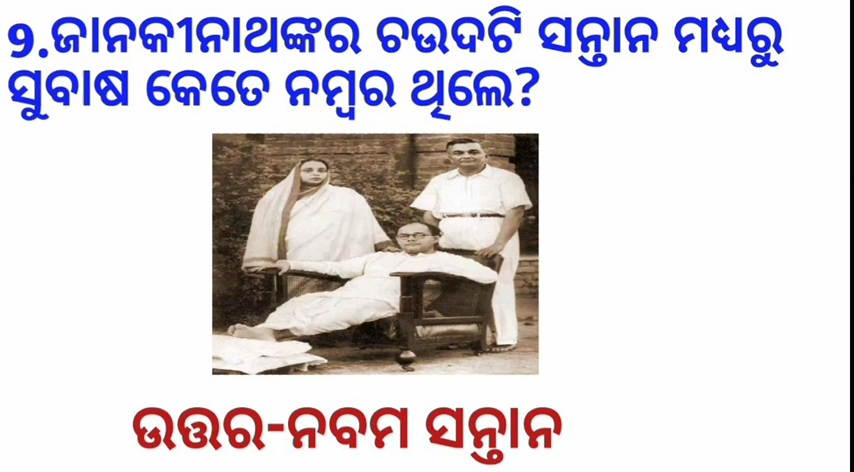 ୨.ଜାନକୀନାଥଙ୍କର ଚଉଦଟି ସନ୍ତାନ ମଧ୍ୟରୁ
ସୁବାଷ କେତେ ନମ୍ବର ଥିଲେ?
ଉତ୍ତର-ନବମ ସନ୍ତାନ